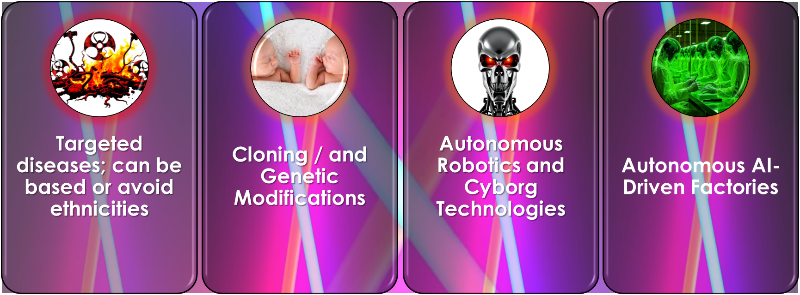 Targeted
diseases; can be
based or avoid
ethnicities
Cloning / and
Genetic
Modifications
Autonomous
Robotics and
Cyborg
Technologies
Autonomous AI-
Driven Factories